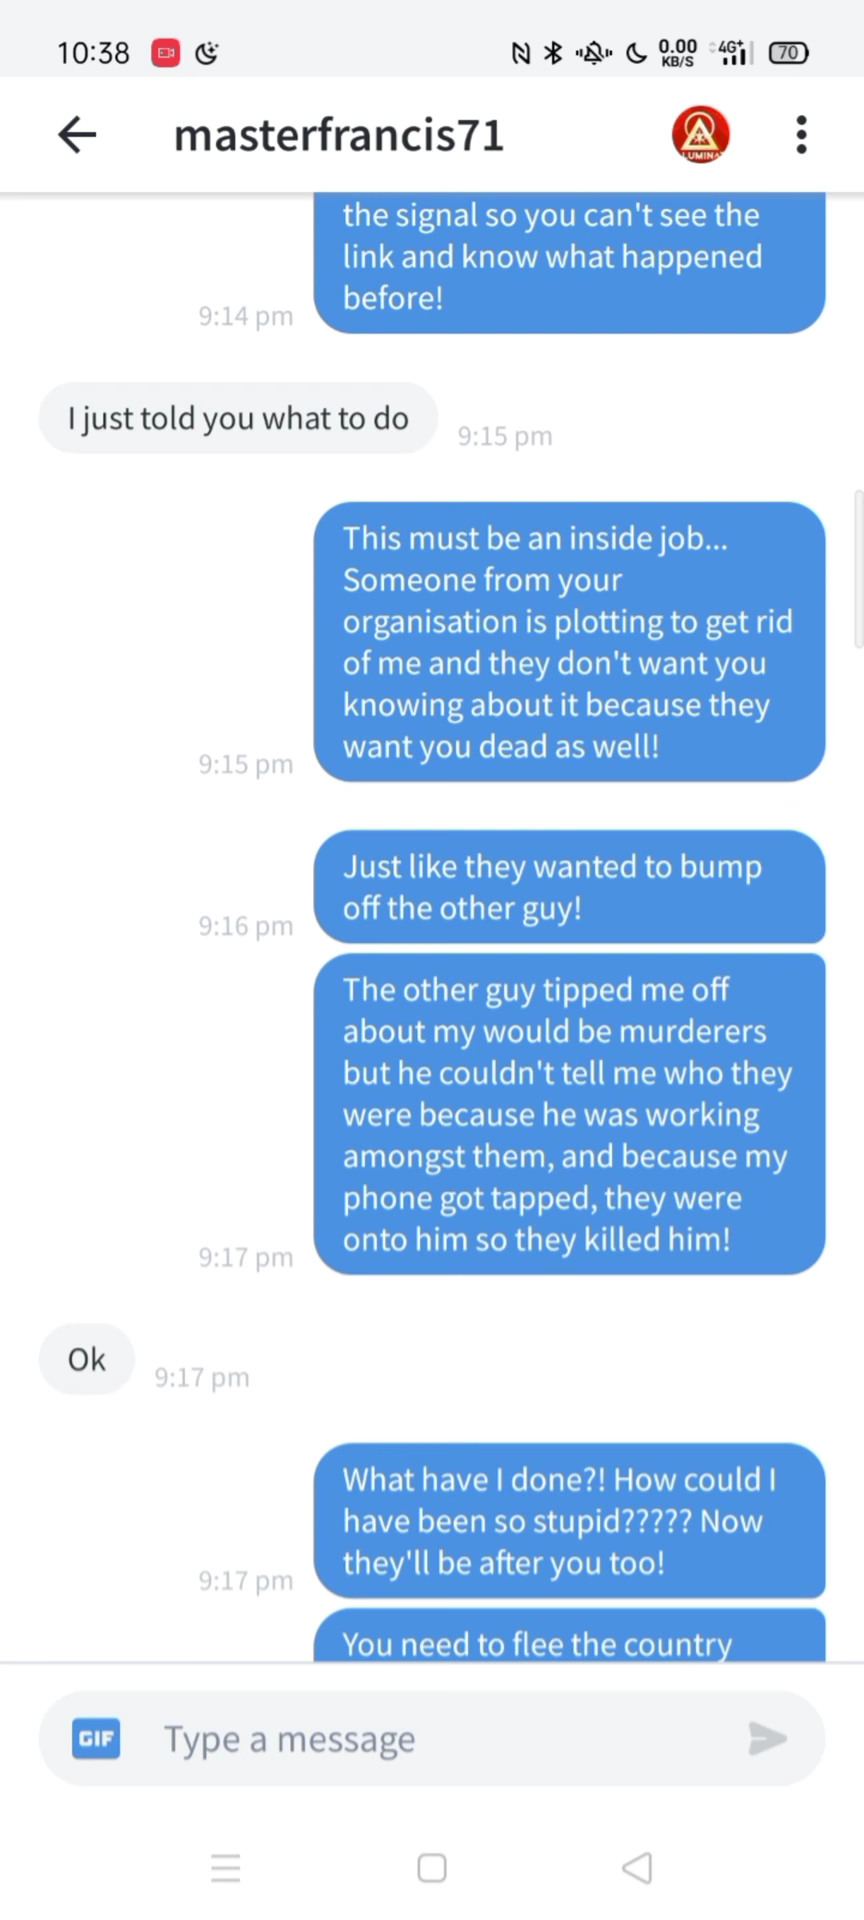 10:38
0.00
KB/S
4G+
70
masterfrancis71
LUMINA
the signal so you can't see the
link and know what happened
before!
9:14 pm
I just told you what to do
9:15 pm
This must be an inside job...
Someone from your
organisation is plotting to get rid
of me and they don't want you
knowing about it because they
want you dead as well!
9:15 pm
Just like they wanted to bump
off the other guy!
9:16 pm
The other guy tipped me off
about my would be murderers
but he couldn't tell me who they
were because he was working
amongst them, and because my
phone got tapped, they were
onto him so they killed him!
9:17 pm
Ok
9:17 pm
What have I done?! How could I
have been so stupid????? Now
they'll be after you too!
9:17 pm
You need to flee the country
GIF
Type a message